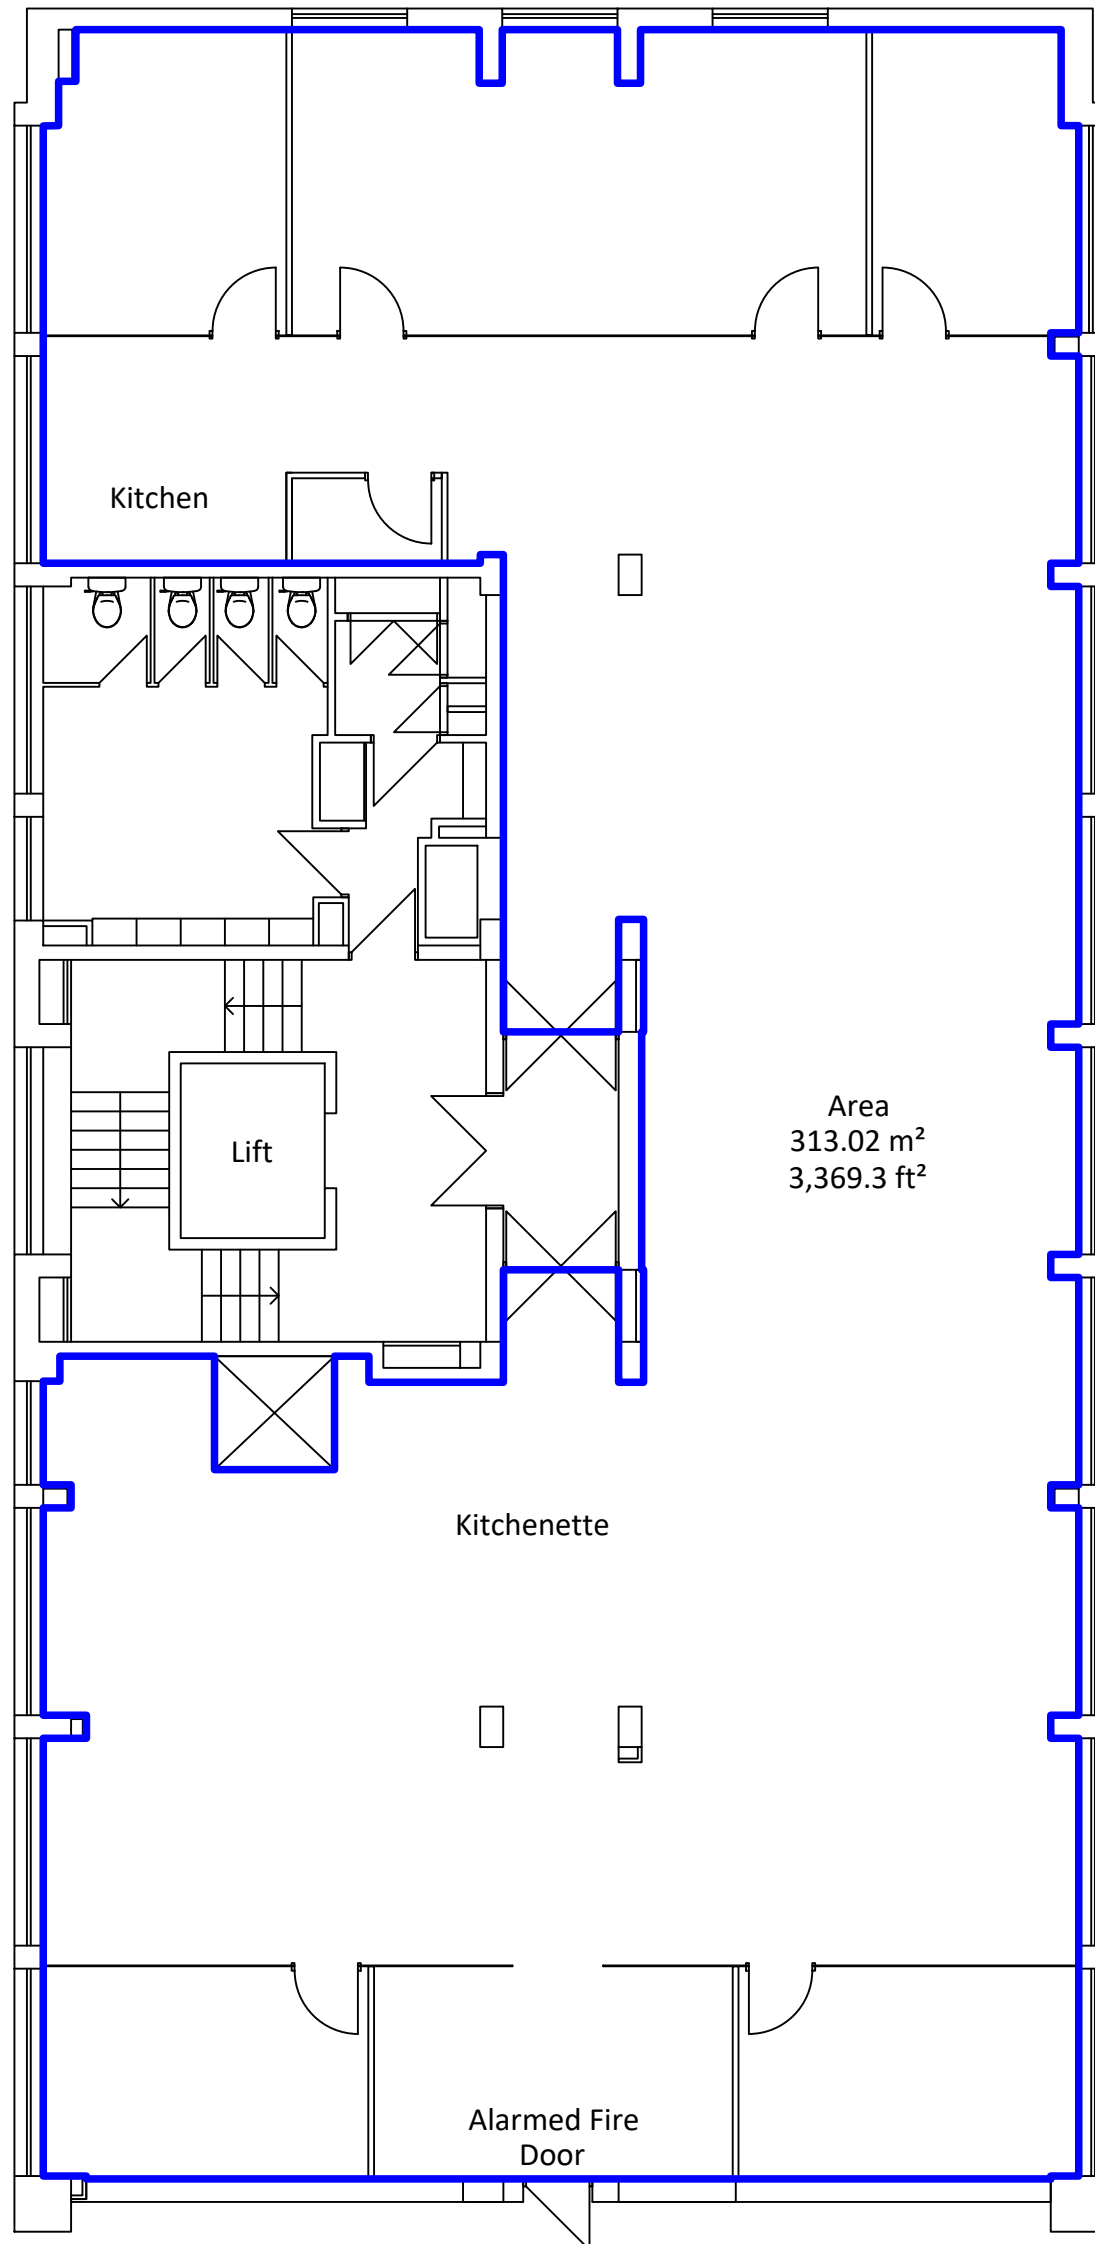 Kitchen
Area
313.02 m²
3,369.3 ft²
Lift
Kitchenette
Alarmed Fire
Door